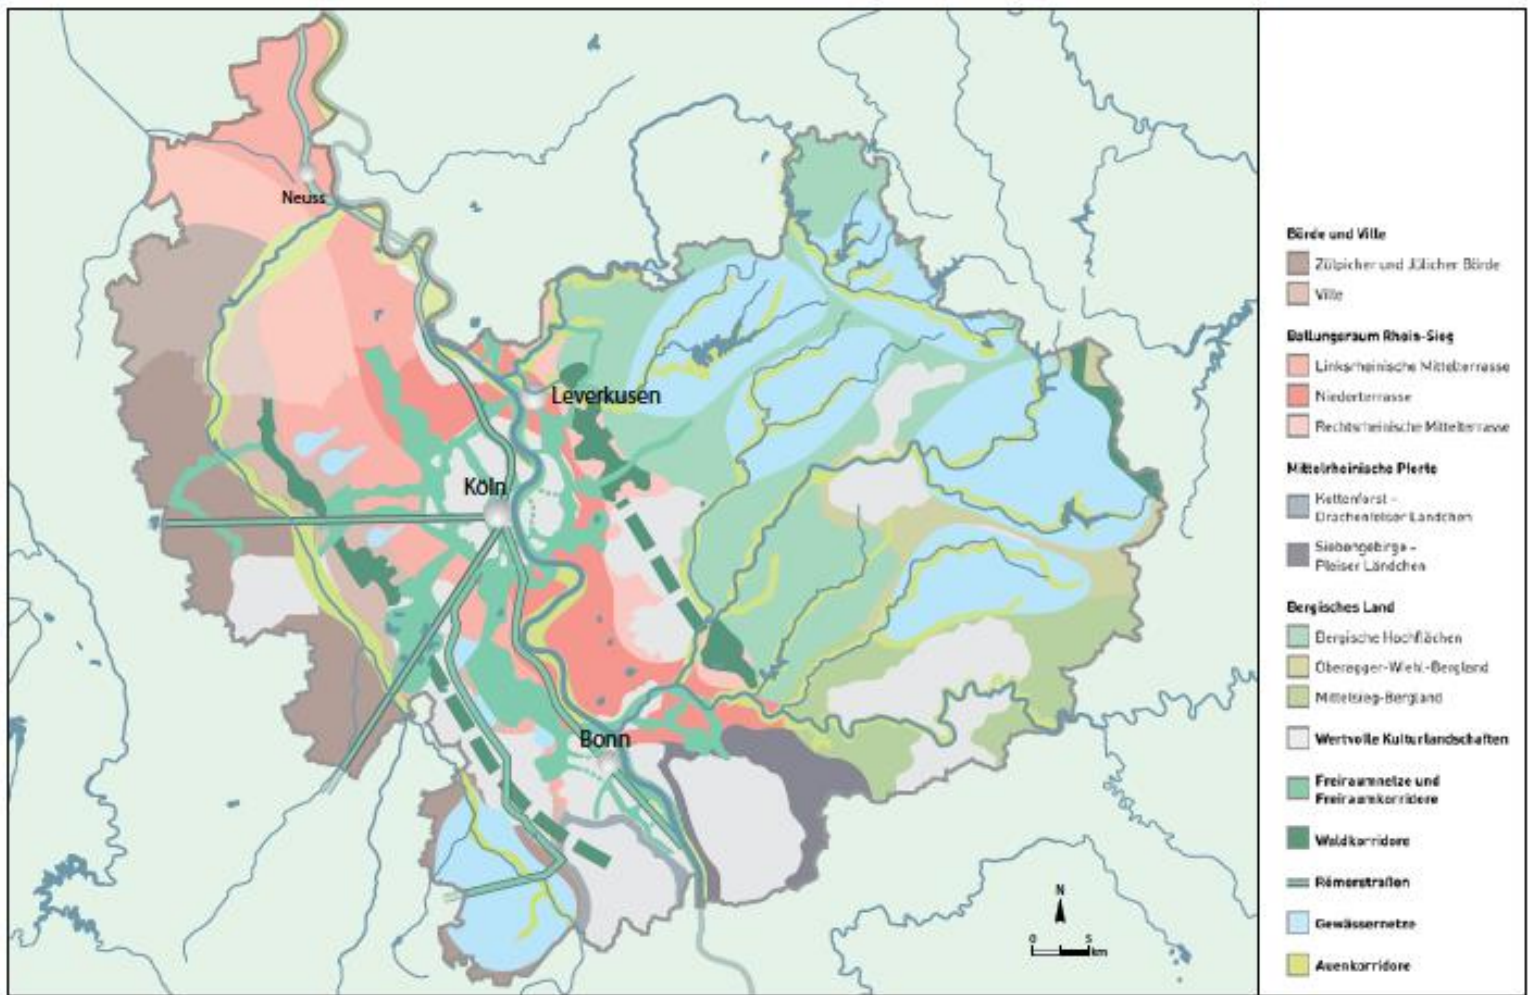 Neuss
Leverkusen
Köln
Bonn
N
0 5
km
Börde und Ville
Zülpicher und Jülicher Börde
Ville
Ballungsraum Rhein-Sieg
Linksrheinische Mittelterrasse
Niederterrasse
Rechtsrheinische Mittelterrasse
Mittelrheinische Pforte
Kottenforst -
Drachenfelser Ländchen
Siebengebirge -
Pleiser Ländchen
Bergisches Land
Bergische Hochflächen
Oberagger-Wiehl-Bergland
Mittelsieg-Bergland
Wertvolle Kulturlandschaften
Freiraumnetze und
Freiraumkorridore
Waldkorridore
Römerstraßen
Gewässernetze
Auenkorridore